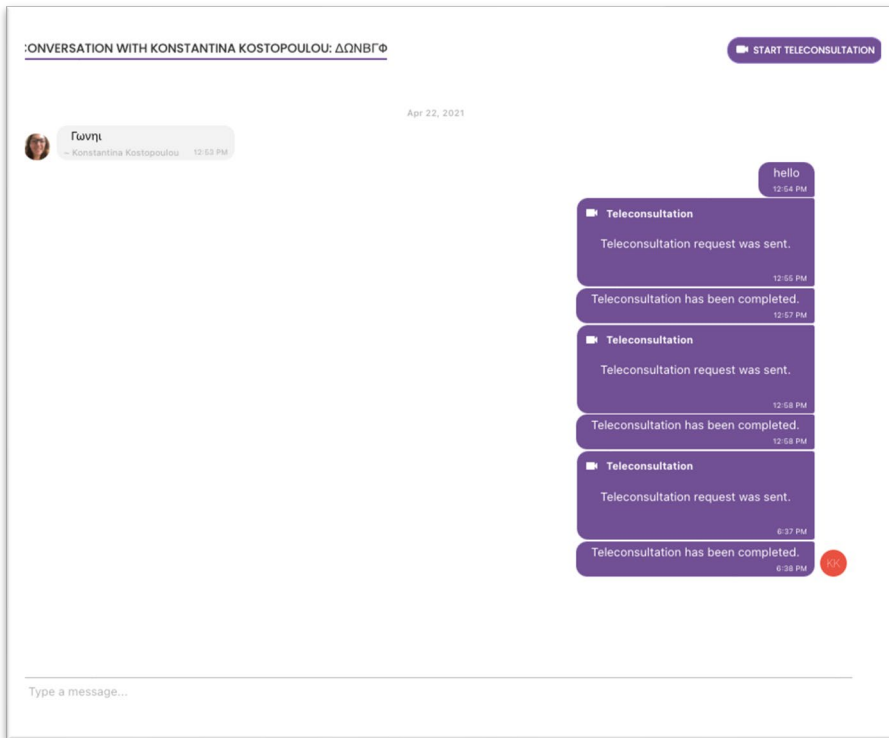 :ONVERSATION WITH KONSTANTINA KOSTOPOULOU: ΔΩΝΒΓΦ
START TELECONSULTATION
Apr 22, 2021
Γωνηι
– Konstantina Kostopoulou 12:53 PM
hello
12:54 PM
Teleconsultation
Teleconsultation request was sent.
12:55 PM
Teleconsultation has been completed.
12:57 PM
Teleconsultation
Teleconsultation request was sent.
12:58 PM
Teleconsultation has been completed.
12:58 PM
Teleconsultation
Teleconsultation request was sent.
6:37 PM
Teleconsultation has been completed.
6:38 PM
KK
Type a message...